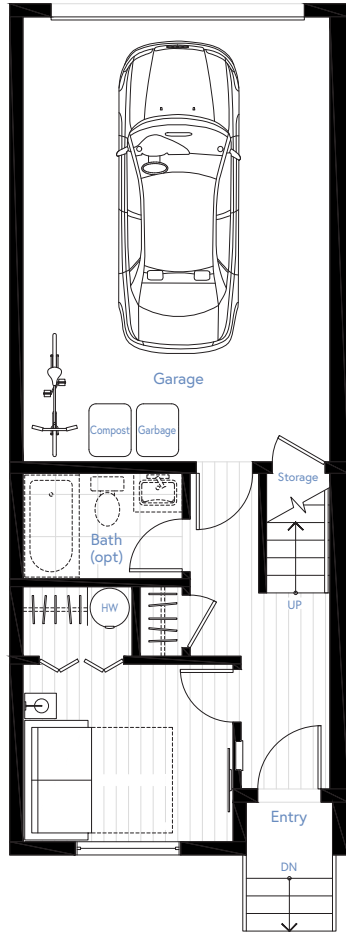 Garage
Compost Garbage
Storage
Bath
(opt)
HW
UP
Entry
DN